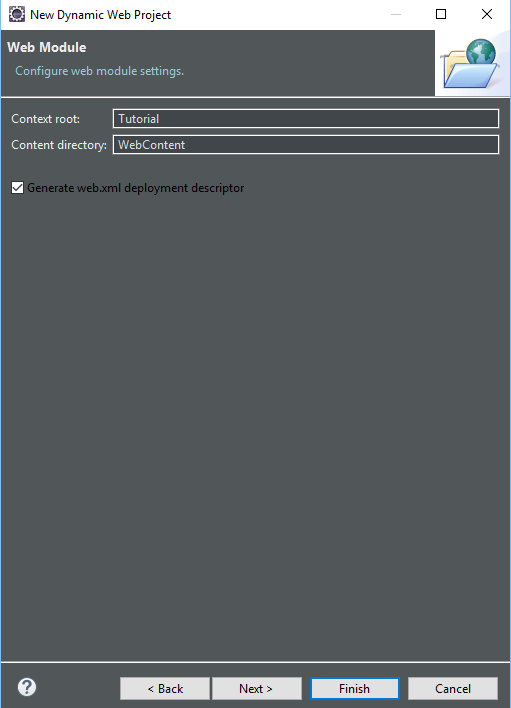 New Dynamic Web Project
Web Module
Configure web module settings.
Context root: Tutorial
Content directory: WebContent
Generate web.xml deployment descriptor
? < Back Next > Finish Cancel